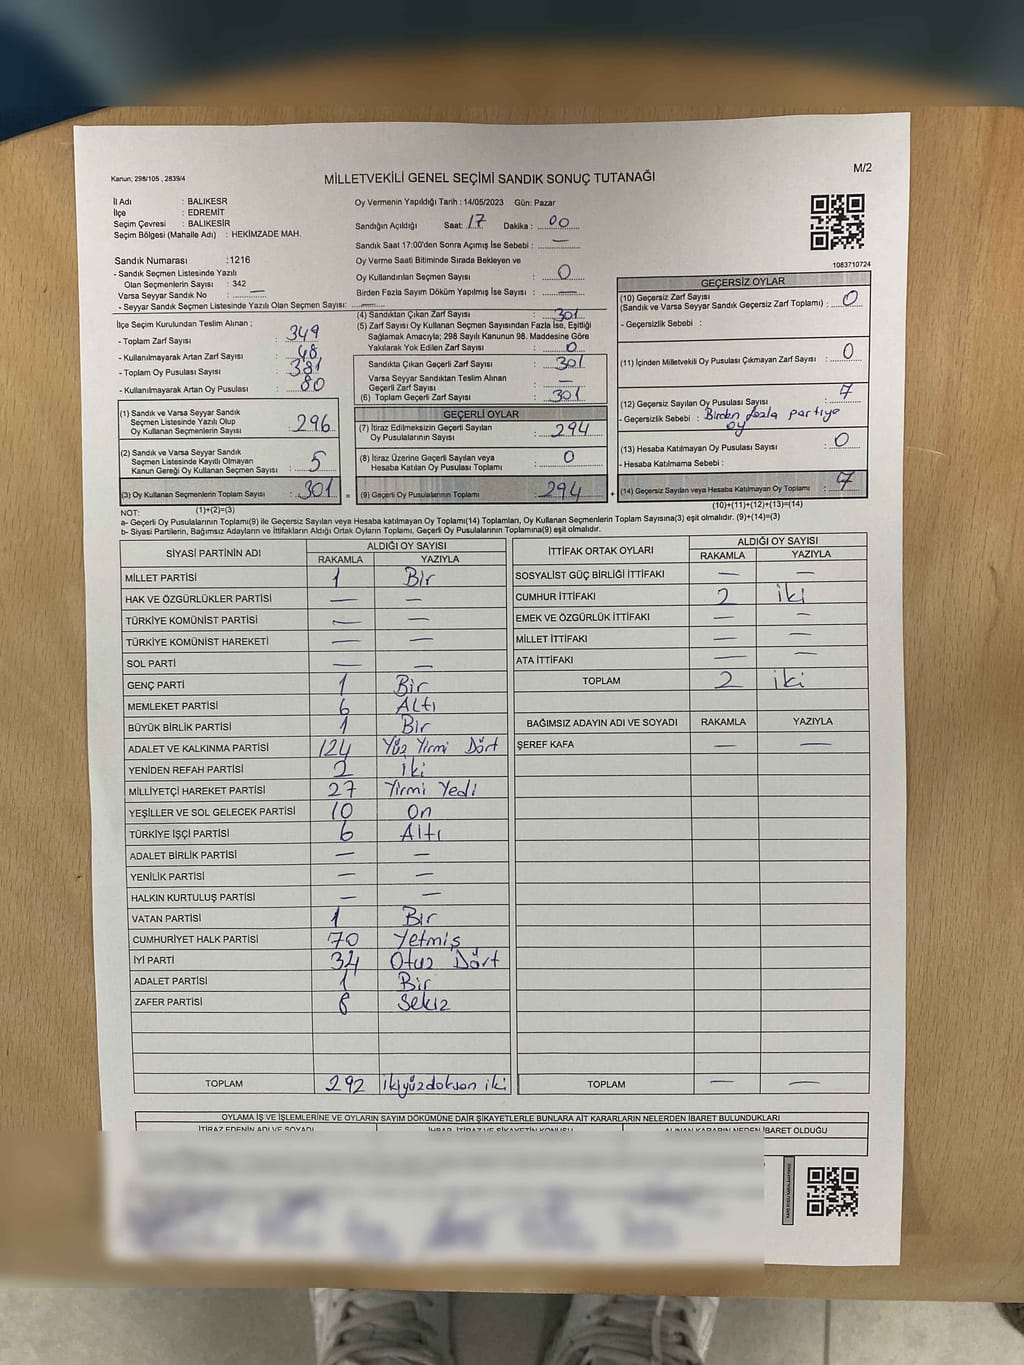 M/2
Kanun; 298/105 , 2839/4
MİLLETVEKİLİ GENEL SEÇİMİ SANDIK SONUÇ TUTANAĞI
İl Adı : BALIKESR
İlçe : EDREMİT
Seçim Çevresi : BALIKESİR
Seçim Bölgesi (Mahalle Adı) : HEKİMZADE MAH.
Sandık Numarası :1216
- Sandık Seçmen Listesinde Yazılı
Olan Seçmenlerin Sayısı : 342
Varsa Seyyar Sandık No : —
- Seyyar Sandık Seçmen Listesinde Yazılı Olan Seçmen Sayısı: —
Oy Vermenin Yapıldığı Tarih : 14/05/2023 Gün: Pazar
Sandığın Açıldığı Saat: 17 Dakika : 00
Sandık Saat 17:00'den Sonra Açımış İse Sebebi : —
Oy Verme Saati Bitiminde Sırada Bekleyen ve
Oy Kullandırılan Seçmen Sayısı : 0
Birden Fazla Sayım Döküm Yapılmış İse Sayısı : —
1083710724
İlçe Seçim Kurulundan Teslim Alınan ;
- Toplam Zarf Sayısı : 349
- Kullanılmayarak Artan Zarf Sayısı : 48
- Toplam Oy Pusulası Sayısı : 381
- Kullanılmayarak Artan Oy Pusulası : 80
(1) Sandık ve Varsa Seyyar Sandık
Seçmen Listesinde Yazılı Olup
Oy Kullanan Seçmenlerin Sayısı : 296
(2) Sandık ve Varsa Seyyar Sandık
Seçmen Listesinde Kayıtlı Olmayan
Kanun Gereği Oy Kullanan Seçmen Sayısı : 5
(3) Oy Kullanan Seçmenlerin Toplam Sayısı : 301 =
(4) Sandıktan Çıkan Zarf Sayısı : 301
(5) Zarf Sayısı Oy Kullanan Seçmen Sayısından Fazla İse, Eşitliği
Sağlamak Amacıyla; 298 Sayılı Kanunun 98. Maddesine Göre
Yakılarak Yok Edilen Zarf Sayısı : 0
Sandıkta Çıkan Geçerli Zarf Sayısı : 301
Varsa Seyyar Sandıktan Teslim Alınan
Geçerli Zarf Sayısı : —
(6) Toplam Geçerli Zarf Sayısı : 301
GEÇERLİ OYLAR
(7) İtiraz Edilmeksizin Geçerli Sayılan
Oy Pusulalarının Sayısı : 294
(8) İtiraz Üzerine Geçerli Sayılan veya
Hesaba Katılan Oy Pusulası Toplamı : 0
(9) Geçerli Oy Pusulalarının Toplamı : 294 +
GEÇERSİZ OYLAR
(10) Geçersiz Zarf Sayısı
(Sandık ve Varsa Seyyar Sandık Geçersiz Zarf Toplamı) : 0
- Geçersizlik Sebebi :
(11) İçinden Milletvekili Oy Pusulası Çıkmayan Zarf Sayısı : 0
(12) Geçersiz Sayılan Oy Pusulası Sayısı : 7
- Geçersizlik Sebebi : Birden fazla partiye
oy
(13) Hesaba Katılmayan Oy Pusulası Sayısı : 0
- Hesaba Katılmama Sebebi :
(14) Geçersiz Sayılan veya Hesaba Katılmayan Oy Toplamı : 7
NOT: (1)+(2)=(3) (10)+(11)+(12)+(13)=(14)
a- Geçerli Oy Pusulalarının Toplamı(9) ile Geçersiz Sayılan veya Hesaba katılmayan Oy Toplamı(14) Toplamları, Oy Kullanan Seçmenlerin Toplam Sayısına(3) eşit olmalıdır. (9)+(14)=(3)
b- Siyasi Partilerin, Bağımsız Adayların ve İttifakların Aldığı Ortak Oyların Toplamı, Geçerli Oy Pusulalarının Toplamına(9) eşit olmalıdır.
SİYASİ PARTİNİN ADI ALDIĞI OY SAYISI
RAKAMLA YAZIYLA
MİLLET PARTİSİ 1 Bir
HAK VE ÖZGÜRLÜKLER PARTİSİ — —
TÜRKİYE KOMÜNİST PARTİSİ — —
TÜRKİYE KOMÜNİST HAREKETİ — —
SOL PARTİ — —
GENÇ PARTİ 1 Bir
MEMLEKET PARTİSİ 6 Altı
BÜYÜK BİRLİK PARTİSİ 1 Bir
ADALET VE KALKINMA PARTİSİ 124 Yüz Yirmi Dört
YENİDEN REFAH PARTİSİ 2 iki
MİLLİYETÇİ HAREKET PARTİSİ 27 Yirmi Yedi
YEŞİLLER VE SOL GELECEK PARTİSİ 10 On
TÜRKİYE İŞÇİ PARTİSİ 6 Altı
ADALET BİRLİK PARTİSİ — —
YENİLİK PARTİSİ — —
HALKIN KURTULUŞ PARTİSİ — —
VATAN PARTİSİ 1 Bir
CUMHURİYET HALK PARTİSİ 70 Yetmiş
İYİ PARTİ 34 Otuz Dört
ADALET PARTİSİ 1 Bir
ZAFER PARTİSİ 8 Sekiz
TOPLAM 292 ikiyüzdoksan iki
İTTİFAK ORTAK OYLARI ALDIĞI OY SAYISI
RAKAMLA YAZIYLA
SOSYALİST GÜÇ BİRLİĞİ İTTİFAKI — —
CUMHUR İTTİFAKI 2 iki
EMEK VE ÖZGÜRLÜK İTTİFAKI — —
MİLLET İTTİFAKI — —
ATA İTTİFAKI — —
TOPLAM 2 iki
BAĞIMSIZ ADAYIN ADI VE SOYADI RAKAMLA YAZIYLA
ŞEREF KAFA — —
TOPLAM — —
OYLAMA İŞ VE İŞLEMLERİNE VE OYLARIN SAYIM DÖKÜMÜNE DAİR ŞİKAYETLERLE BUNLARA AİT KARARLARIN NELERDEN İBARET BULUNDUKLARI
İTİRAZ EDENİN ADI VE SOYADI İHBAR, İTİRAZ VE ŞİKAYETİN KONUSU ALINAN KARARIN NEDEN İBARET OLDUĞU